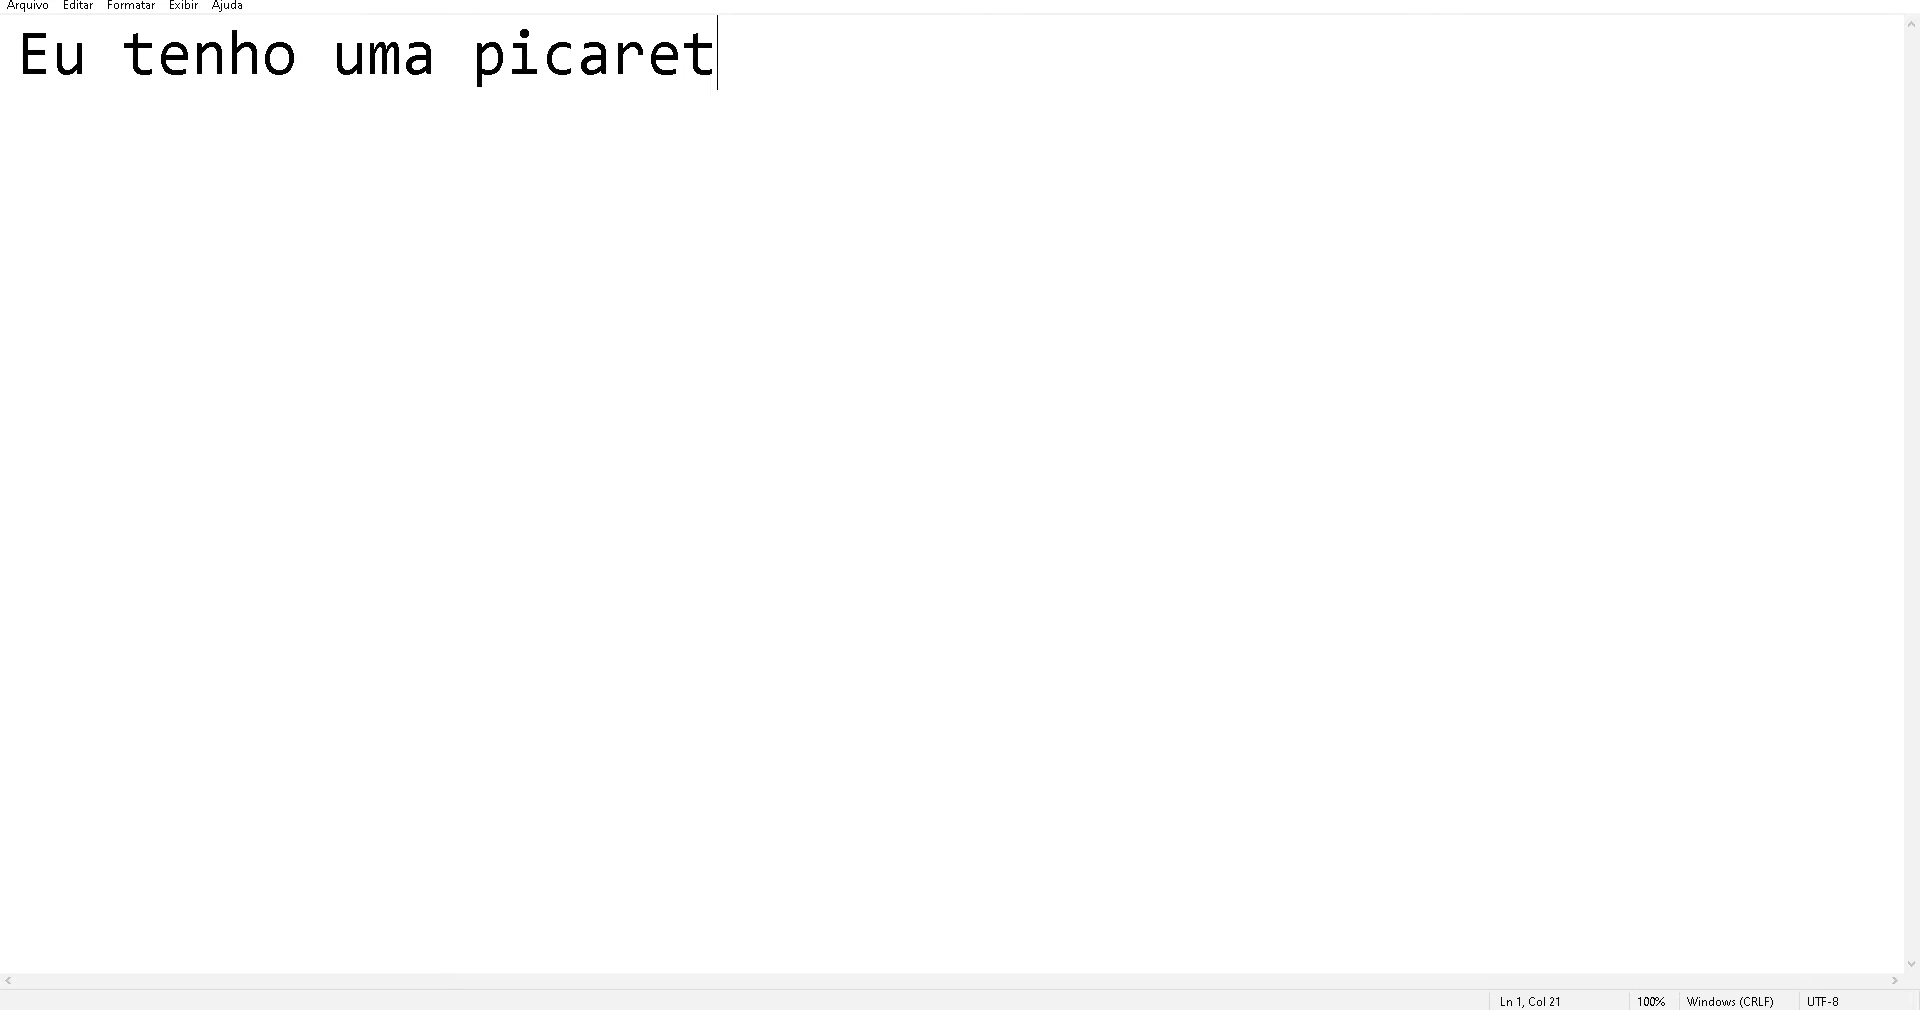 Arquivo Editar Formatar Exibir Ajuda
Eu tenho uma picaret
Ln 1, Col 21 100% Windows (CRLF) UTF-8